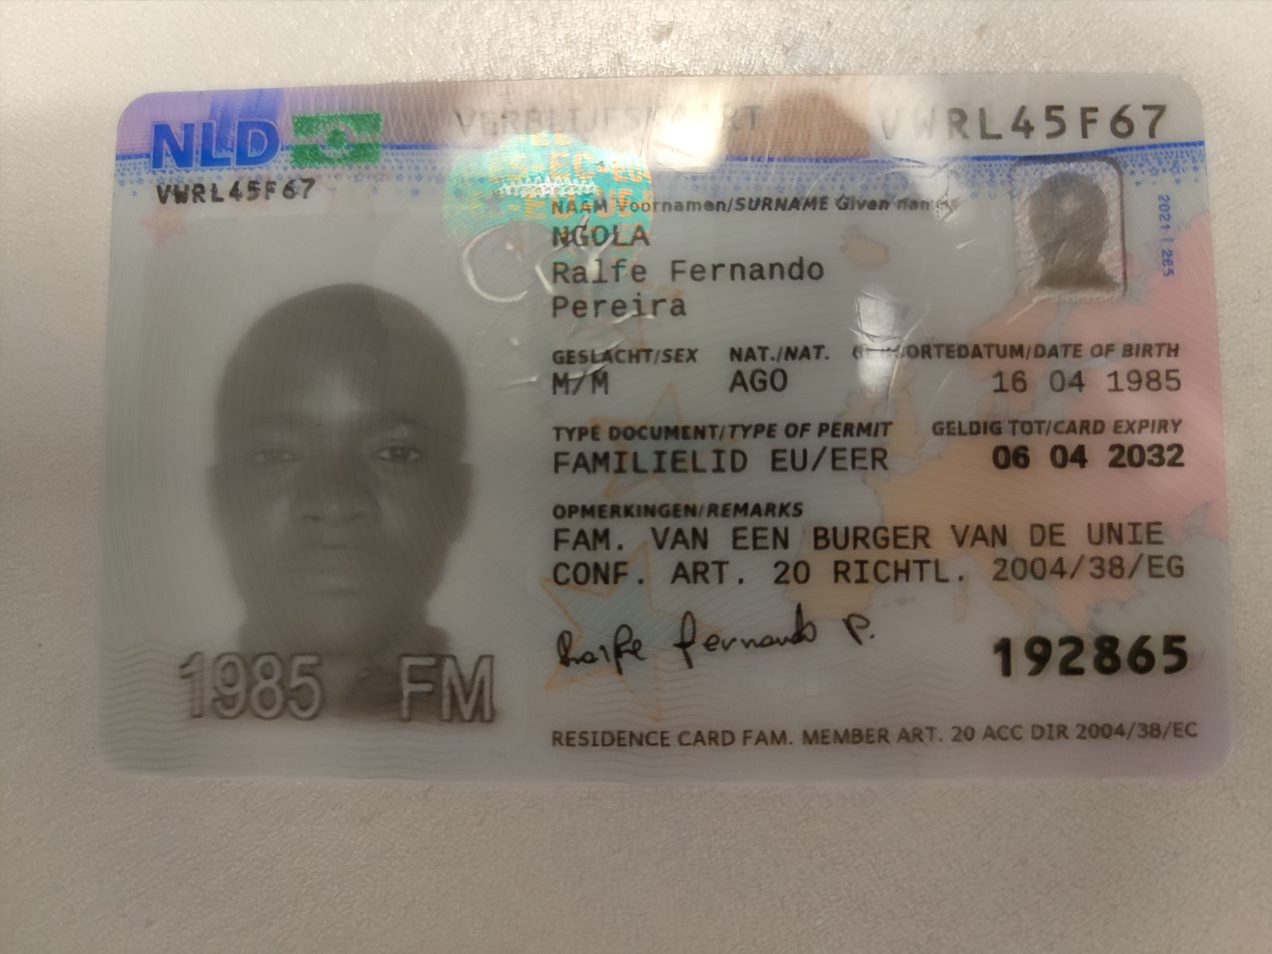 NLD
VERBLIJFSKAART
VWRL45F67
VWRL45F67
NAAM Voornamen/SURNAME Given names
NGOLA
Ralfe Fernando
Pereira
2021 | 265
GESLACHT/SEX NAT./NAT. GEBOORTEDATUM/DATE OF BIRTH
M/M AGO 16 04 1985
TYPE DOCUMENT/TYPE OF PERMIT GELDIG TOT/CARD EXPIRY
FAMILIELID EU/EER 06 04 2032
OPMERKINGEN/REMARKS
FAM. VAN EEN BURGER VAN DE UNIE
CONF. ART. 20 RICHTL. 2004/38/EG
Ralfe fernando P.
192865
1985 FM
RESIDENCE CARD FAM. MEMBER ART. 20 ACC DIR 2004/38/EC